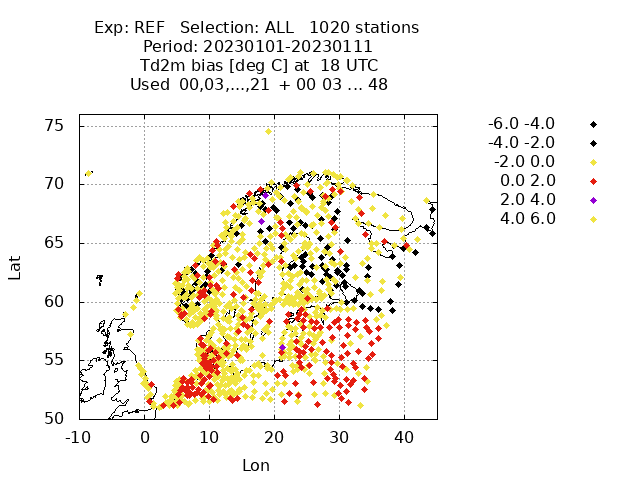 Exp: REF Selection: ALL 1020 stations
Period: 20230101-20230111
Td2m bias [deg C] at 18 UTC
Used 00,03,...,21 + 00 03 ... 48
-6.0 -4.0
-4.0 -2.0
-2.0 0.0
0.0 2.0
2.0 4.0
4.0 6.0
75
70
65
60
55
50
Lat
-10 0 10 20 30 40
Lon